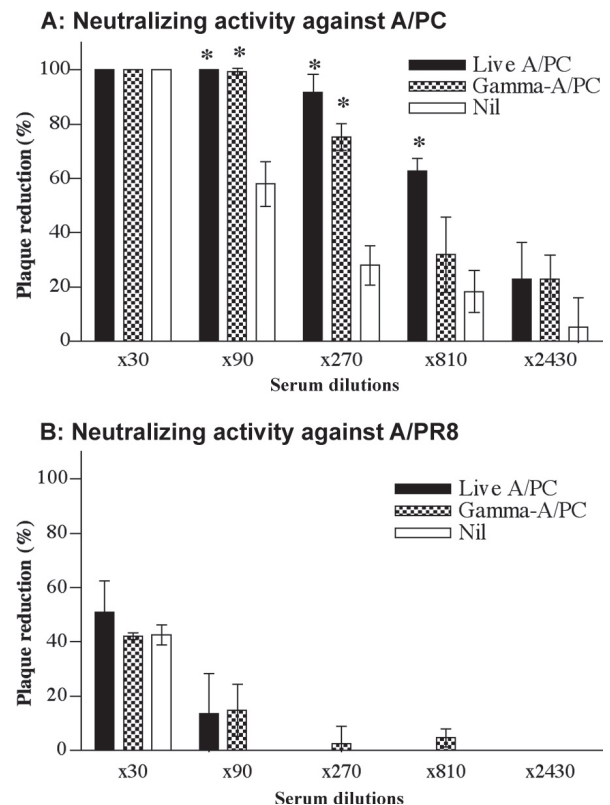 A: Neutralizing activity against A/PC
Plaque reduction (%)
100
80
60
40
20
0
* * * * *
Live A/PC
Gamma-A/PC
Nil
x30 x90 x270 x810 x2430
Serum dilutions
B: Neutralizing activity against A/PR8
Plaque reduction (%)
100
80
60
40
20
0
Live A/PC
Gamma-A/PC
Nil
x30 x90 x270 x810 x2430
Serum dilutions